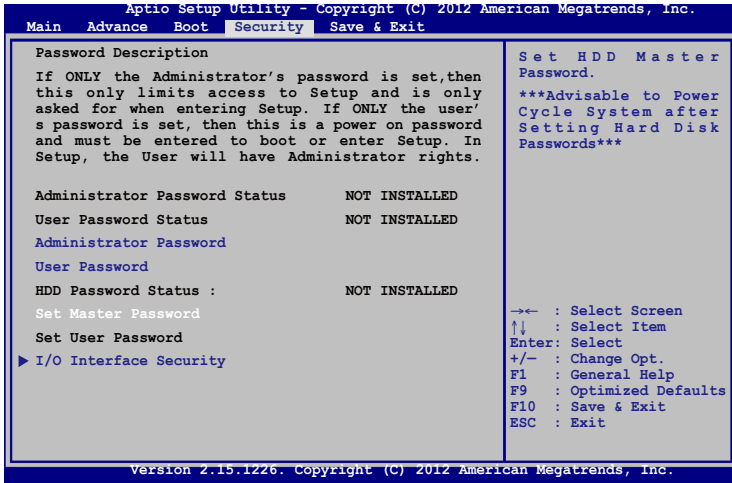 Aptio Setup Utility - Copyright (C) 2012 American Megatrends, Inc.
Main Advance Boot Security Save & Exit
Password Description
If ONLY the Administrator's password is set,then
this only limits access to Setup and is only
asked for when entering Setup. If ONLY the user'
s password is set, then this is a power on password
and must be entered to boot or enter Setup. In
Setup, the User will have Administrator rights.
Administrator Password Status NOT INSTALLED
User Password Status NOT INSTALLED
Administrator Password
User Password
HDD Password Status : NOT INSTALLED
Set Master Password
Set User Password
I/O Interface Security
Set HDD Master
Password.
***Advisable to Power
Cycle System after
Setting Hard Disk
Passwords***
→← : Select Screen
↑↓ : Select Item
Enter: Select
+/— : Change Opt.
F1 : General Help
F9 : Optimized Defaults
F10 : Save & Exit
ESC : Exit
Version 2.15.1226. Copyright (C) 2012 American Megatrends, Inc.